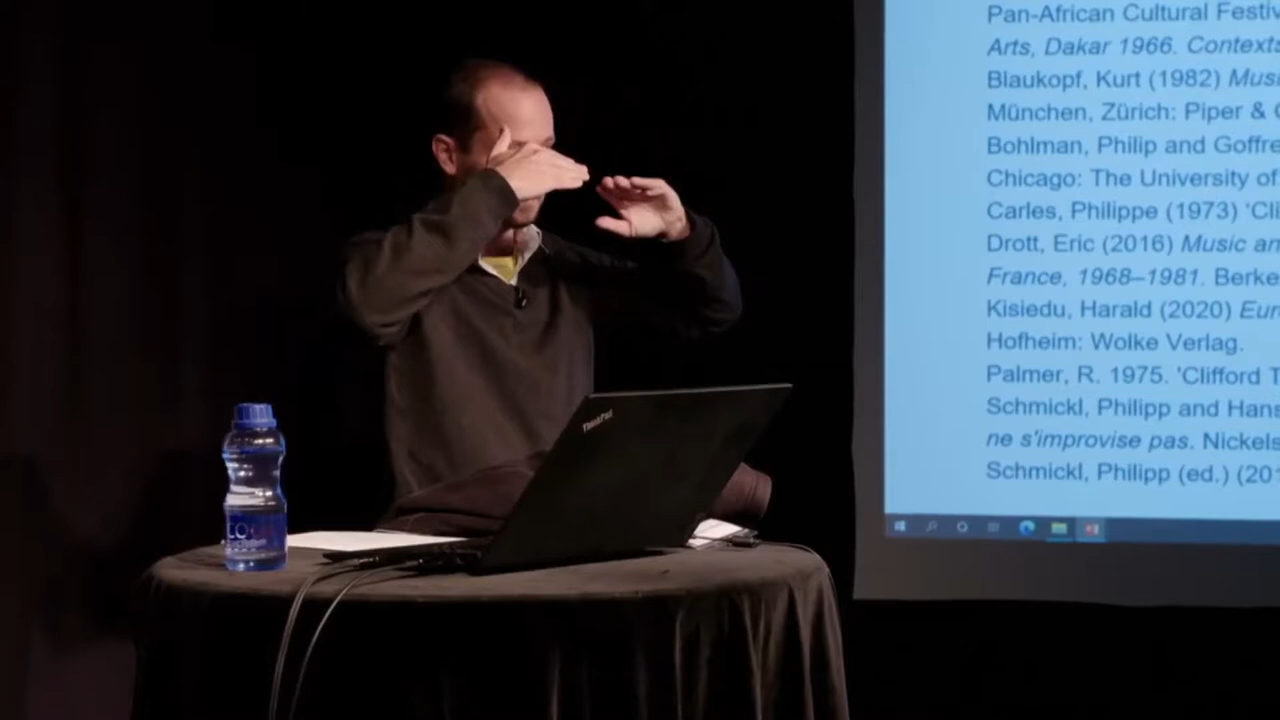 Pan-African Cultural Festiv
Arts, Dakar 1966. Contexts
Blaukopf, Kurt (1982) Musi
München, Zürich: Piper & C
Bohlman, Philip and Goffre
Chicago: The University of
Carles, Philippe (1973) 'Cli
Drott, Eric (2016) Music an
France, 1968–1981. Berke
Kisiedu, Harald (2020) Eur
Hofheim: Wolke Verlag.
Palmer, R. 1975. 'Clifford T
Schmickl, Philipp and Hans
ne s'improvise pas. Nickels
Schmickl, Philipp (ed.) (201
ThinkPad